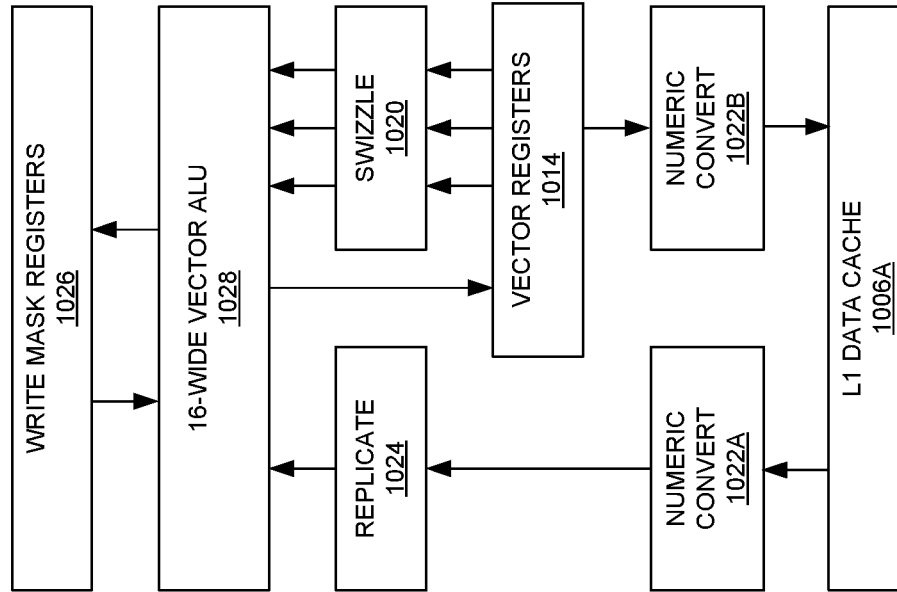 WRITE MASK REGISTERS
1026
16-WIDE VECTOR ALU
1028
REPLICATE
1024
SWIZZLE
1020
VECTOR REGISTERS
1014
NUMERIC
CONVERT
1022A
NUMERIC
CONVERT
1022B
L1 DATA CACHE
1006A